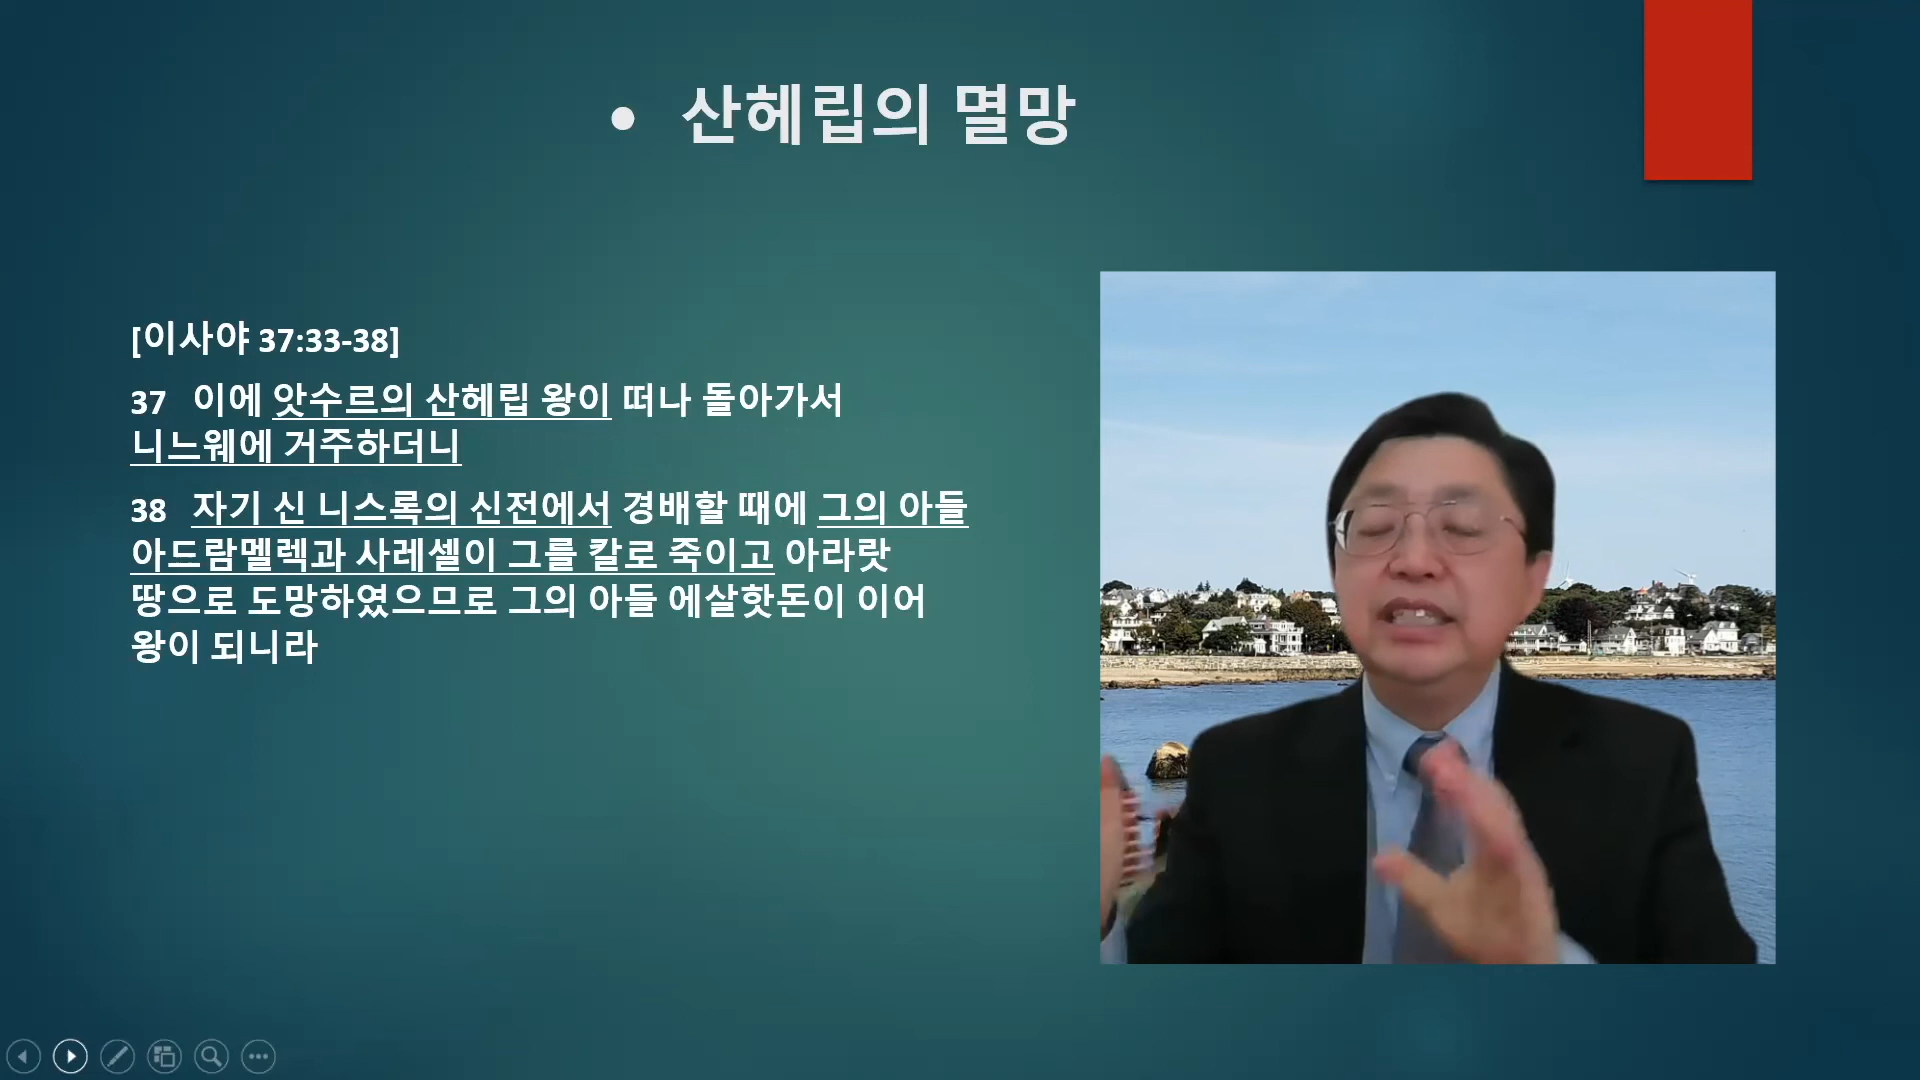 • 산헤립의 멸망
[이사야 37:33-38]
37 이에 앗수르의 산헤립 왕이 떠나 돌아가서
니느웨에 거주하더니
38 자기 신 니스록의 신전에서 경배할 때에 그의 아들
아드람멜렉과 사레셀이 그를 칼로 죽이고 아라랏
땅으로 도망하였으므로 그의 아들 에살핫돈이 이어
왕이 되니라